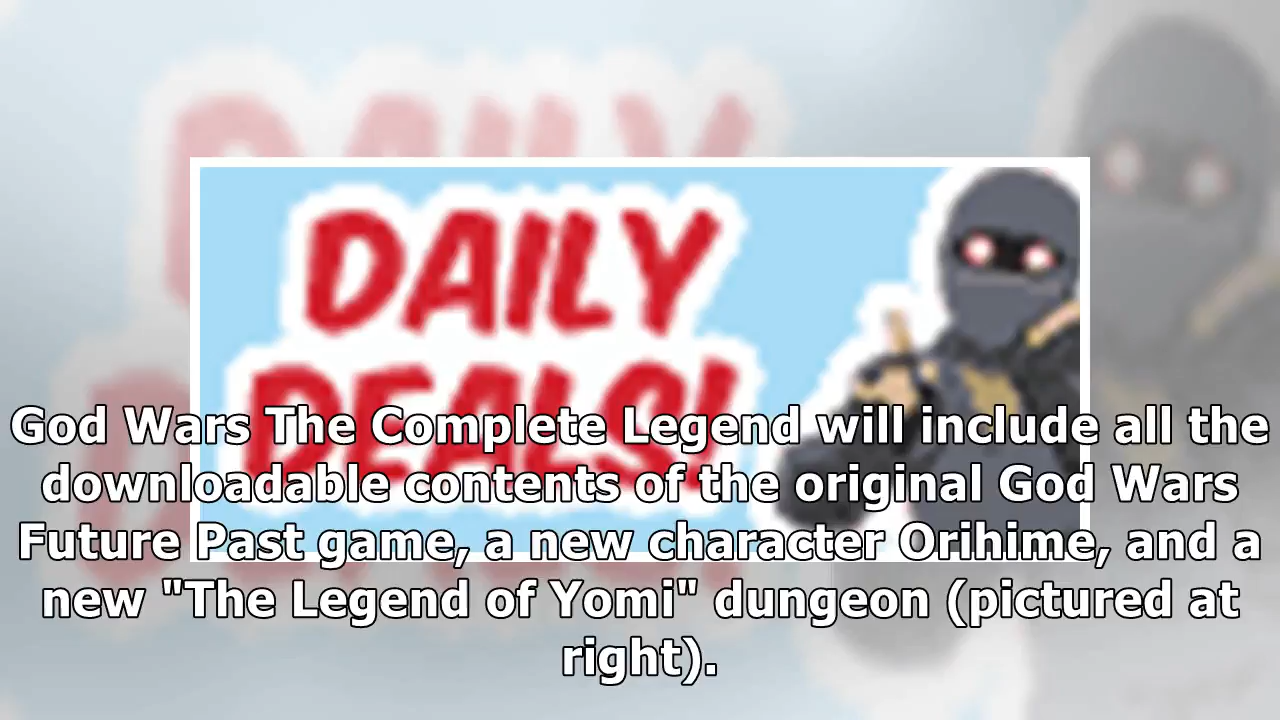 DAILY
DEALS!
God Wars The Complete Legend will include all the
downloadable contents of the original God Wars
Future Past game, a new character Orihime, and a
new "The Legend of Yomi" dungeon (pictured at
right).